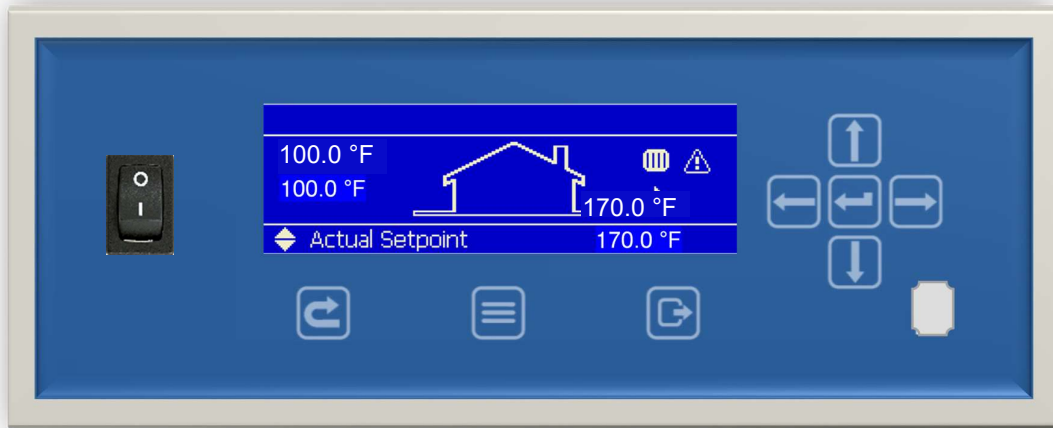 100.0 °F
100.0 °F
170.0 °F
Actual Setpoint 170.0 °F
O
I